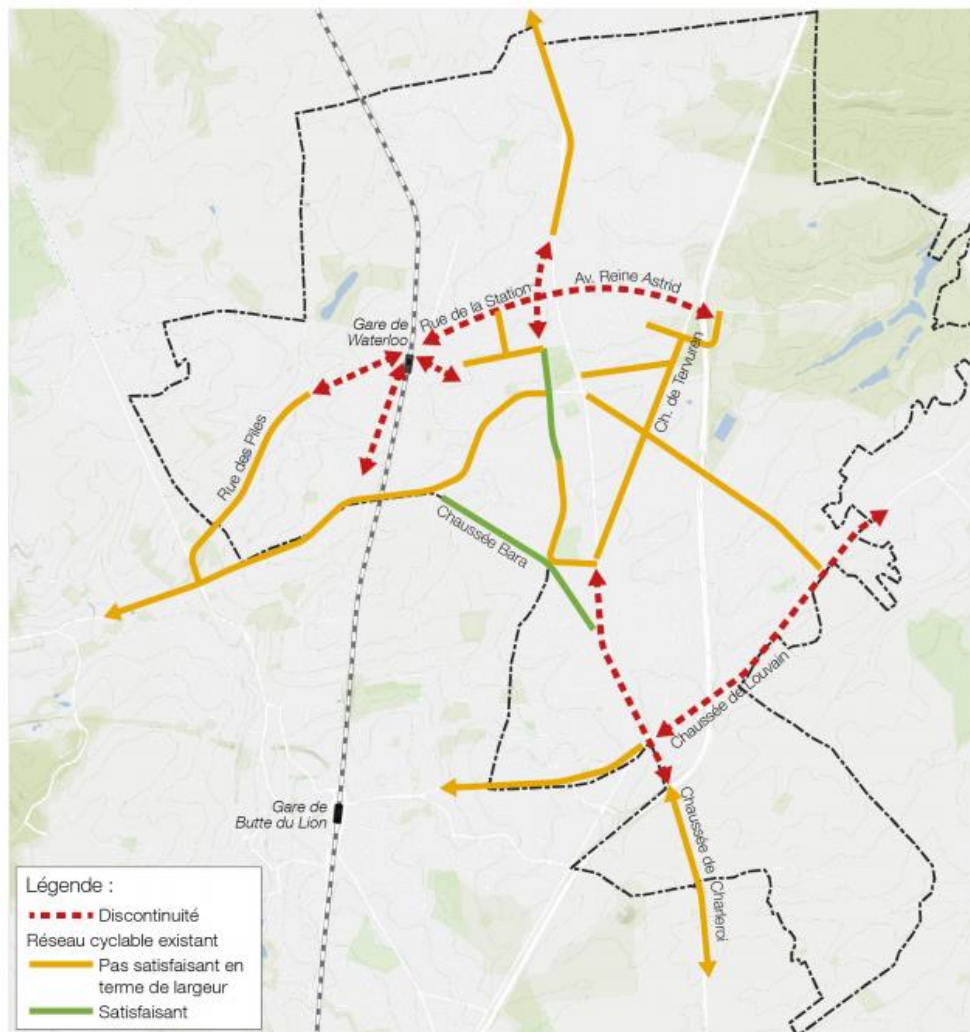 Av. Reine Astrid
Rue de la Station
Gare de
Waterloo
Ch. de Tervuren
Rue des Piles
Chaussée Bara
Chaussée de Louvain
Gare de
Butte du Lion
Chaussée de Charleroi
Légende :
Discontinuité
Réseau cyclable existant
Pas satisfaisant en
terme de largeur
Satisfaisant